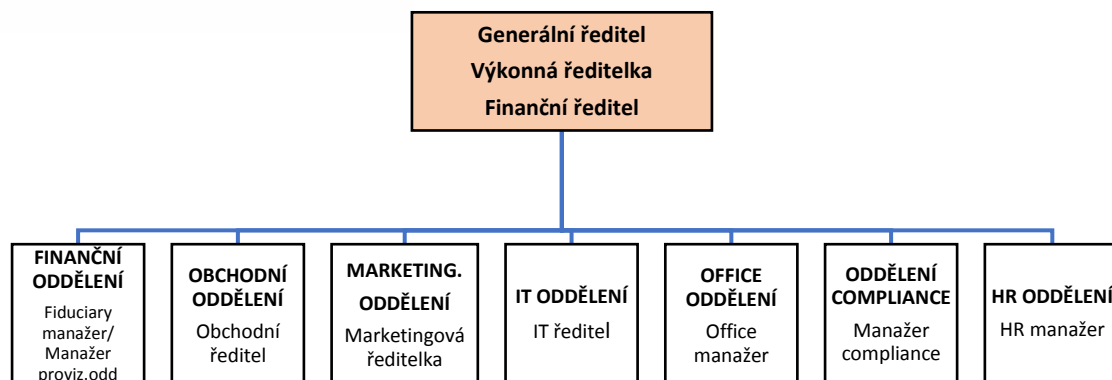 Generální ředitel
Výkonná ředitelka
Finanční ředitel
FINANČNÍ
ODDĚLENÍ
Fiduciary
manažer/
Manažer
proviz.odd
OBCHODNÍ
ODDĚLENÍ
Obchodní
ředitel
MARKETING.
ODDĚLENÍ
Marketingová
ředitelka
IT ODDĚLENÍ
IT ředitel
OFFICE
ODDĚLENÍ
Office
manažer
ODDĚLENÍ
COMPLIANCE
Manažer
compliance
HR ODDĚLENÍ
HR manažer